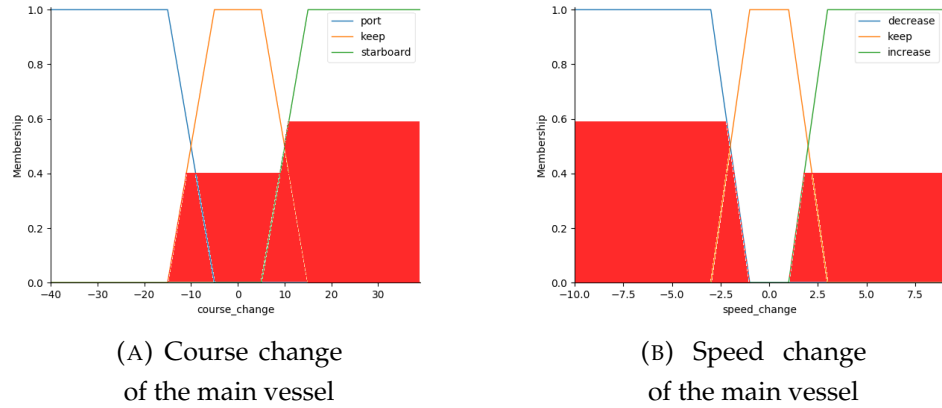 1.0
0.8
0.6
0.4
0.2
0.0
Membership
−40
−30
−20
−10
0
10
20
30
course_change
port
keep
starboard
(A) Course change
of the main vessel
1.0
0.8
0.6
0.4
0.2
0.0
Membership
−10.0
−7.5
−5.0
−2.5
0.0
2.5
5.0
7.5
speed_change
decrease
keep
increase
(B) Speed change
of the main vessel